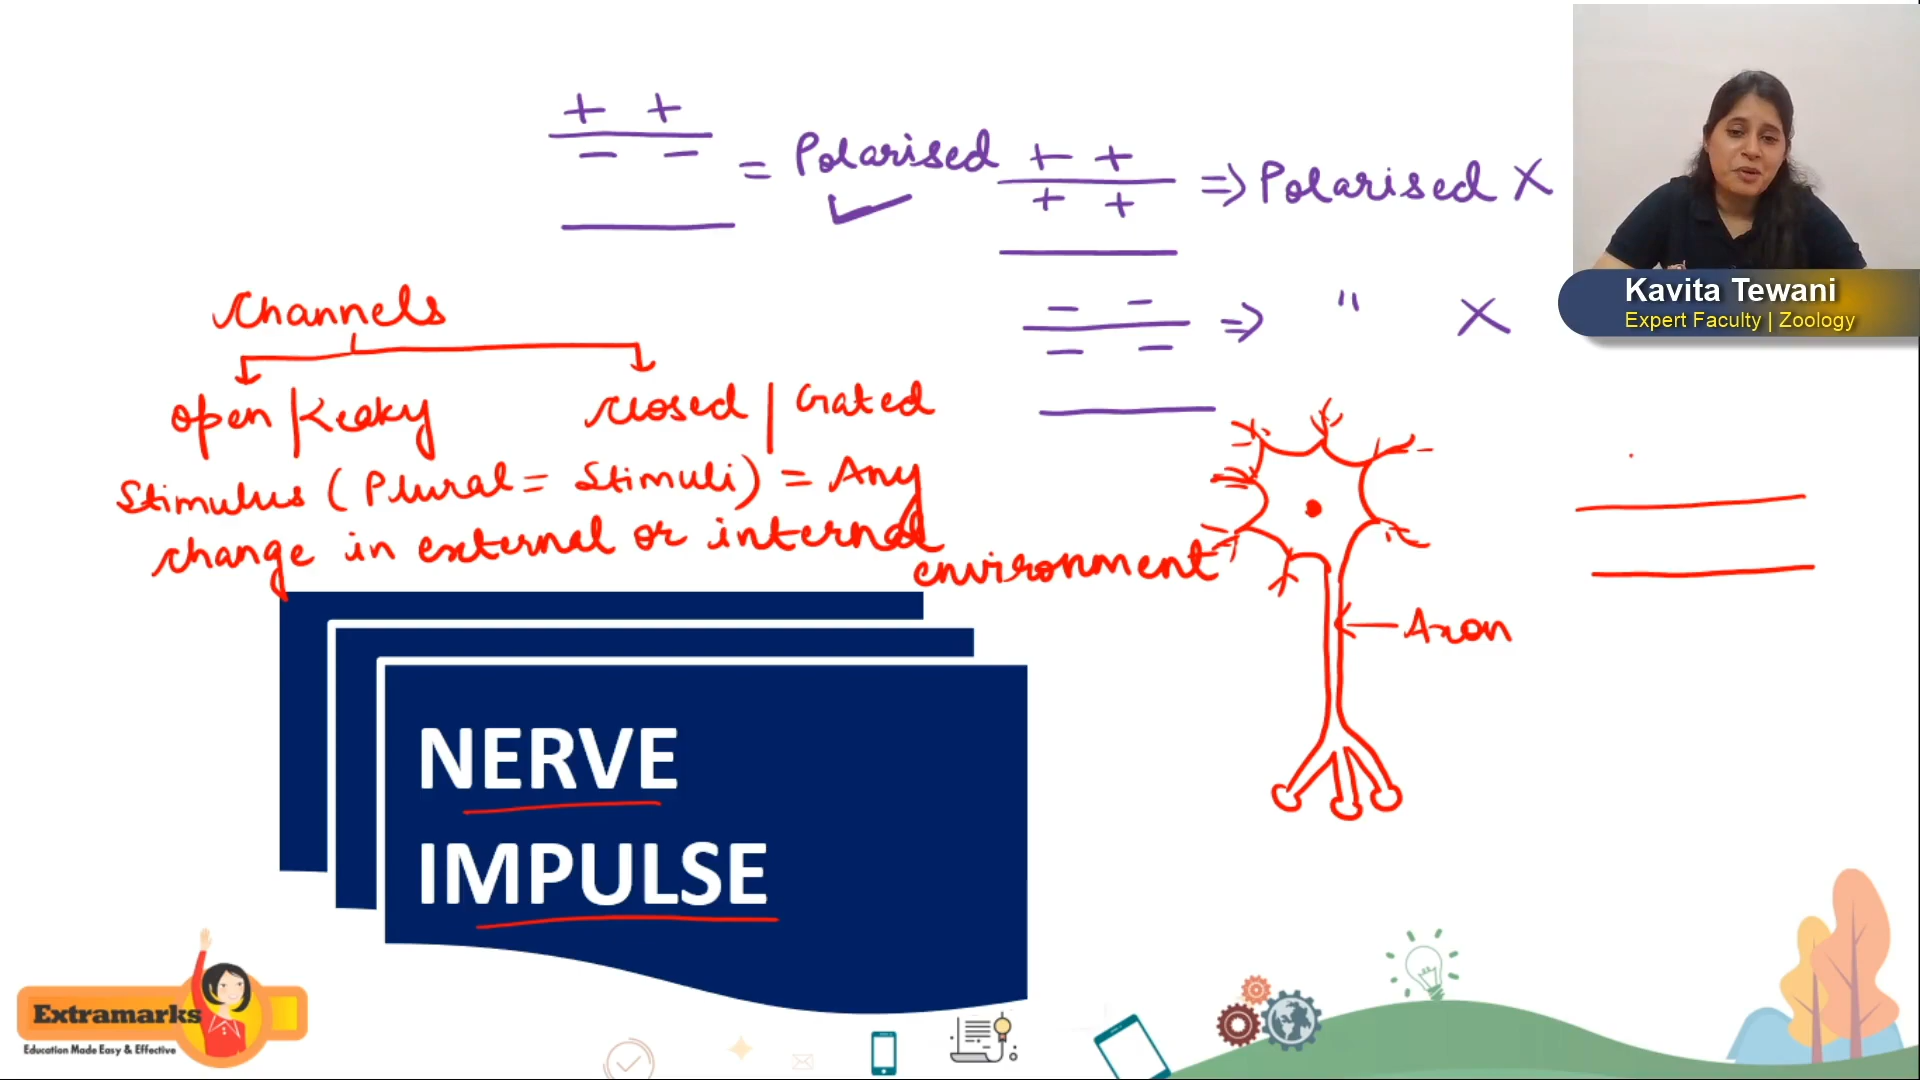 + +
– –
= Polarised
+ +
+ +
=> Polarised X
– –
– –
=> " X
Kavita Tewani
Expert Faculty | Zoology
Channels
open | Leaky
closed | Gated
Stimulus (Plural = Stimuli) = Any
change in external or internal
environment
Axon
NERVE
IMPULSE
Extramarks
Education Made Easy & Effective